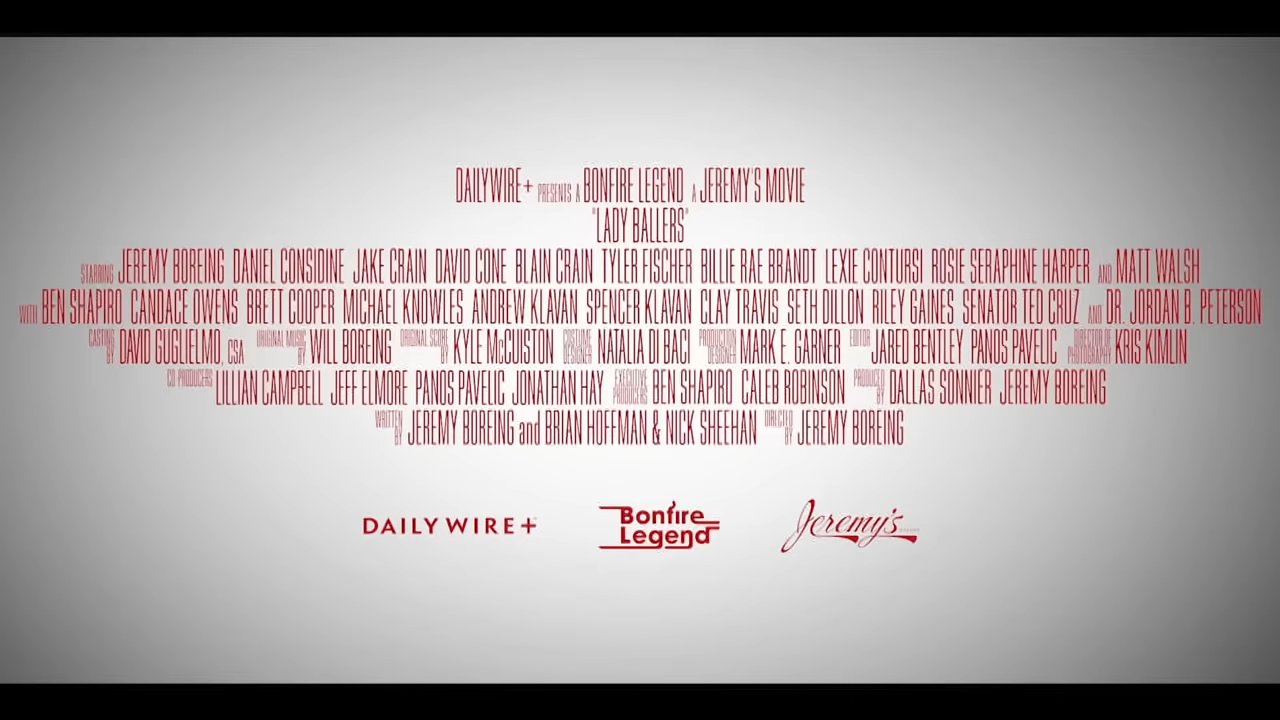 DAILYWIRE+ PRESENTS A BONFIRE LEGEND A JEREMY'S MOVIE
"LADY BALLERS"
STARRING JEREMY BOREING DANIEL CONSIDINE JAKE CRAIN DAVID CONE BLAIN CRAIN TYLER FISCHER BILLIE RAE BRANDT LEXIE CONTURSI ROSIE SERAPHINE HARPER AND MATT WALSH
WITH BEN SHAPIRO CANDACE OWENS BRETT COOPER MICHAEL KNOWLES ANDREW KLAVAN SPENCER KLAVAN CLAY TRAVIS SETH DILLON RILEY GAINES SENATOR TED CRUZ AND DR. JORDAN B. PETERSON
CASTING BY DAVID GUGLIELMO, CSA ORIGINAL MUSIC BY WILL BOREING ORIGINAL SCORE BY KYLE McCUISTON COSTUME DESIGNER NATALIA DI BACI PRODUCTION DESIGNER MARK E. GARNER EDITOR JARED BENTLEY PANOS PAVELIC DIRECTOR OF PHOTOGRAPHY KRIS KIMLIN
CO PRODUCERS LILLIAN CAMPBELL JEFF ELMORE PANOS PAVELIC JONATHAN HAY EXECUTIVE PRODUCERS BEN SHAPIRO CALEB ROBINSON PRODUCED BY DALLAS SONNIER JEREMY BOREING
WRITTEN BY JEREMY BOREING and BRIAN HOFFMAN & NICK SHEEHAN DIRECTED BY JEREMY BOREING
DAILYWIRE+ Bonfire Legend Jeremy's